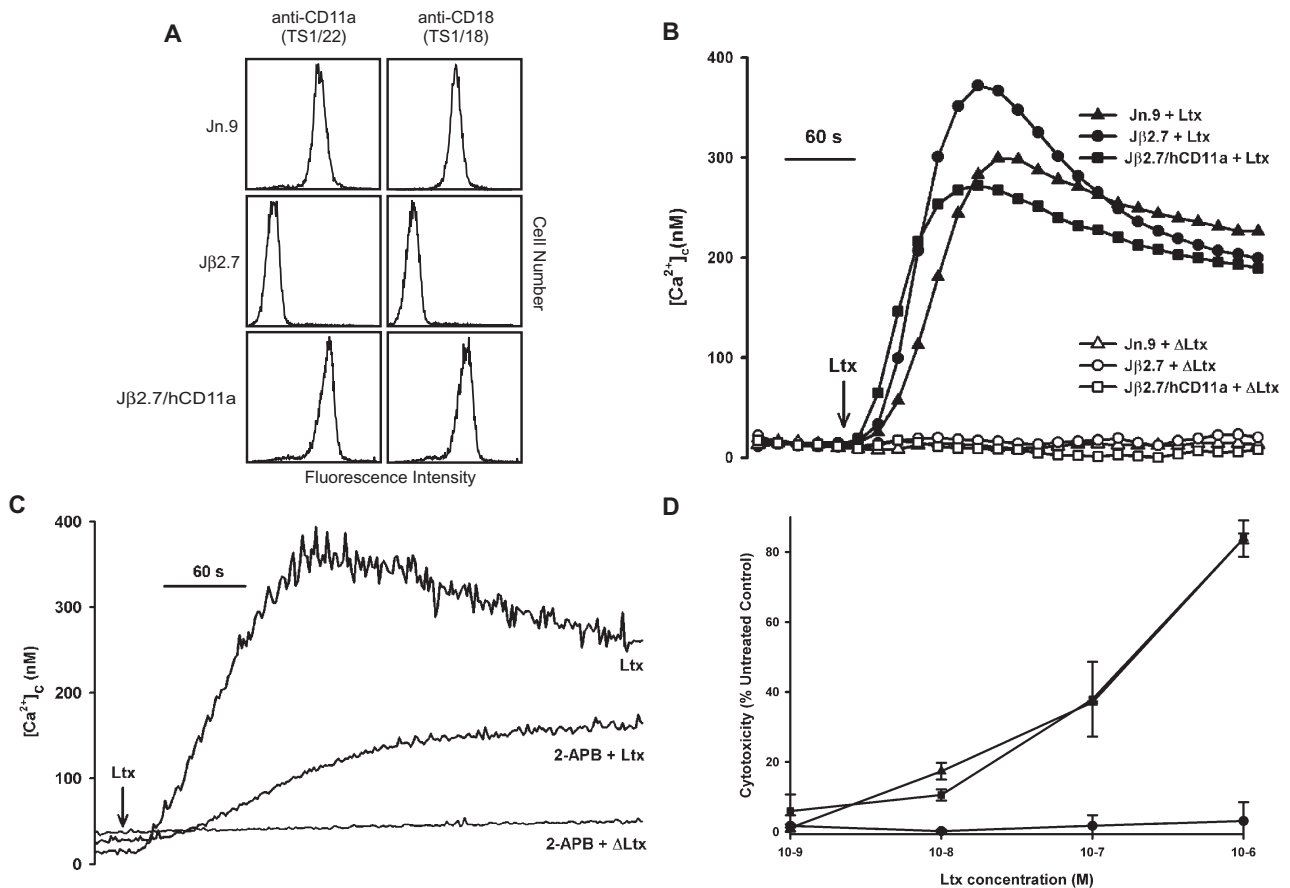 A
anti-CD11a
(TS1/22)
anti-CD18
(TS1/18)
Jn.9
Jβ2.7
Jβ2.7/hCD11a
Cell Number
Fluorescence Intensity
B
400
300
200
100
0
[Ca2+]c(nM)
60 s
Ltx
Jn.9 + Ltx
Jβ2.7 + Ltx
Jβ2.7/hCD11a + Ltx
Jn.9 + ΔLtx
Jβ2.7 + ΔLtx
Jβ2.7/hCD11a + ΔLtx
C
400
300
200
100
0
[Ca2+]C (nM)
60 s
Ltx
Ltx
2-APB + Ltx
2-APB + ΔLtx
D
80
60
40
20
0
Cytotoxicity (% Untreated Control)
10-9
10-8
10-7
10-6
Ltx concentration (M)